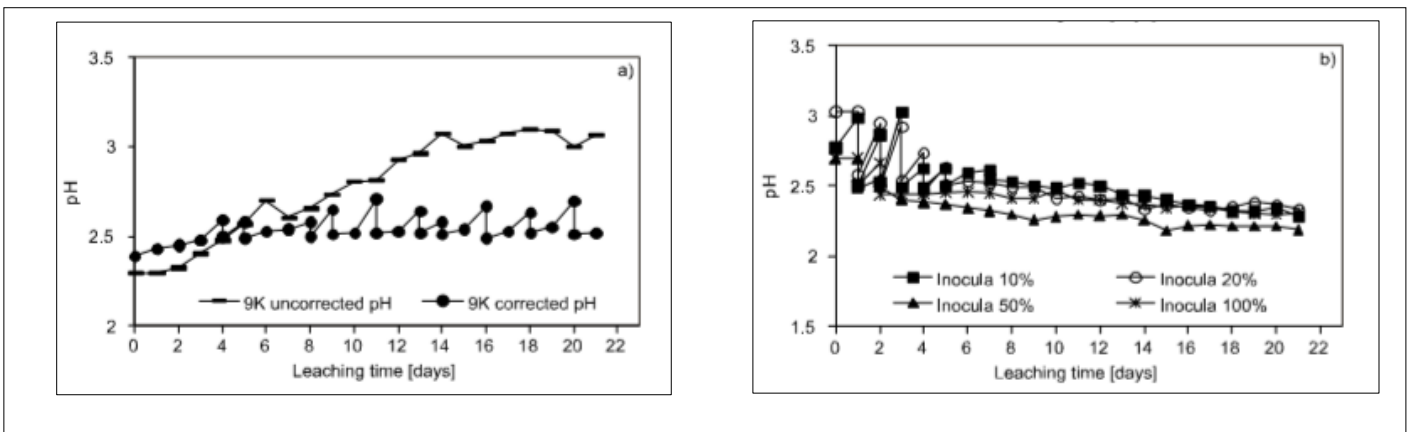 3.5
a)
3
pH
2.5
9K uncorrected pH 9K corrected pH
2
0 2 4 6 8 10 12 14 16 18 20 22
Leaching time [days]
3.5
b)
3
pH
2.5
2
Inocula 10% Inocula 20%
Inocula 50% Inocula 100%
1.5
0 2 4 6 8 10 12 14 16 18 20 22
Leaching time [days]